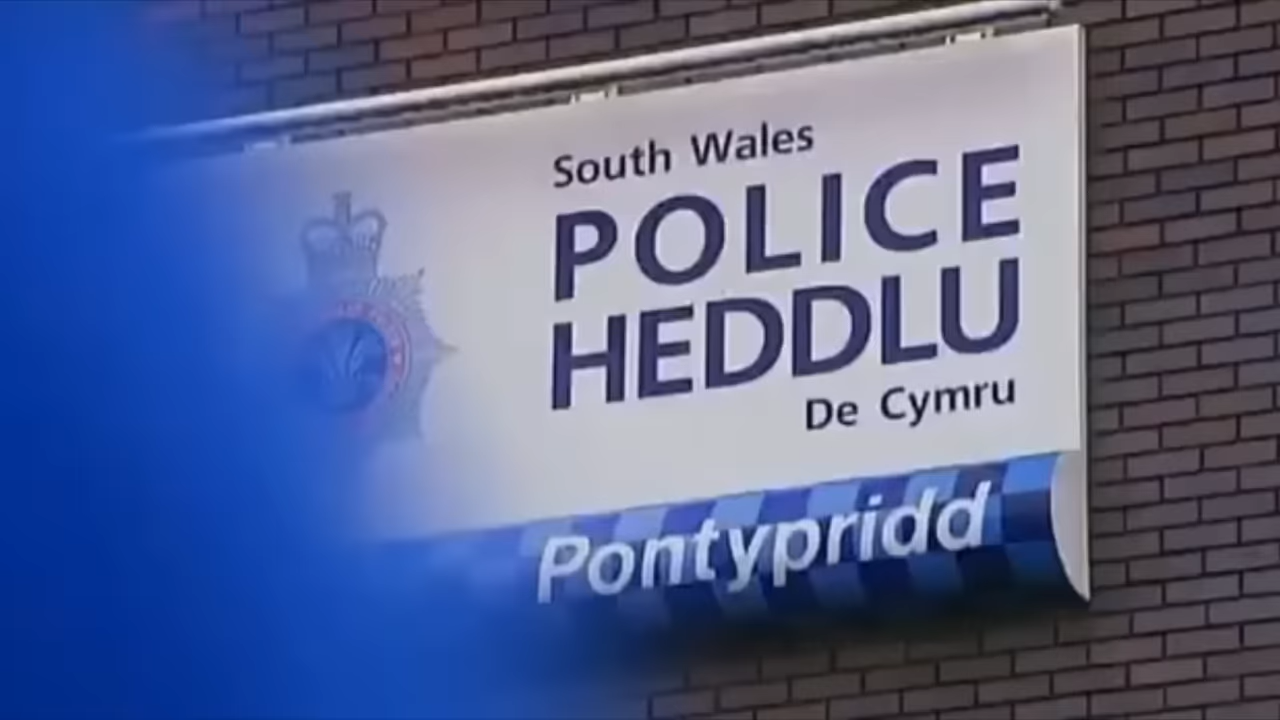 South Wales
POLICE
HEDDLU
De Cymru
Pontypridd